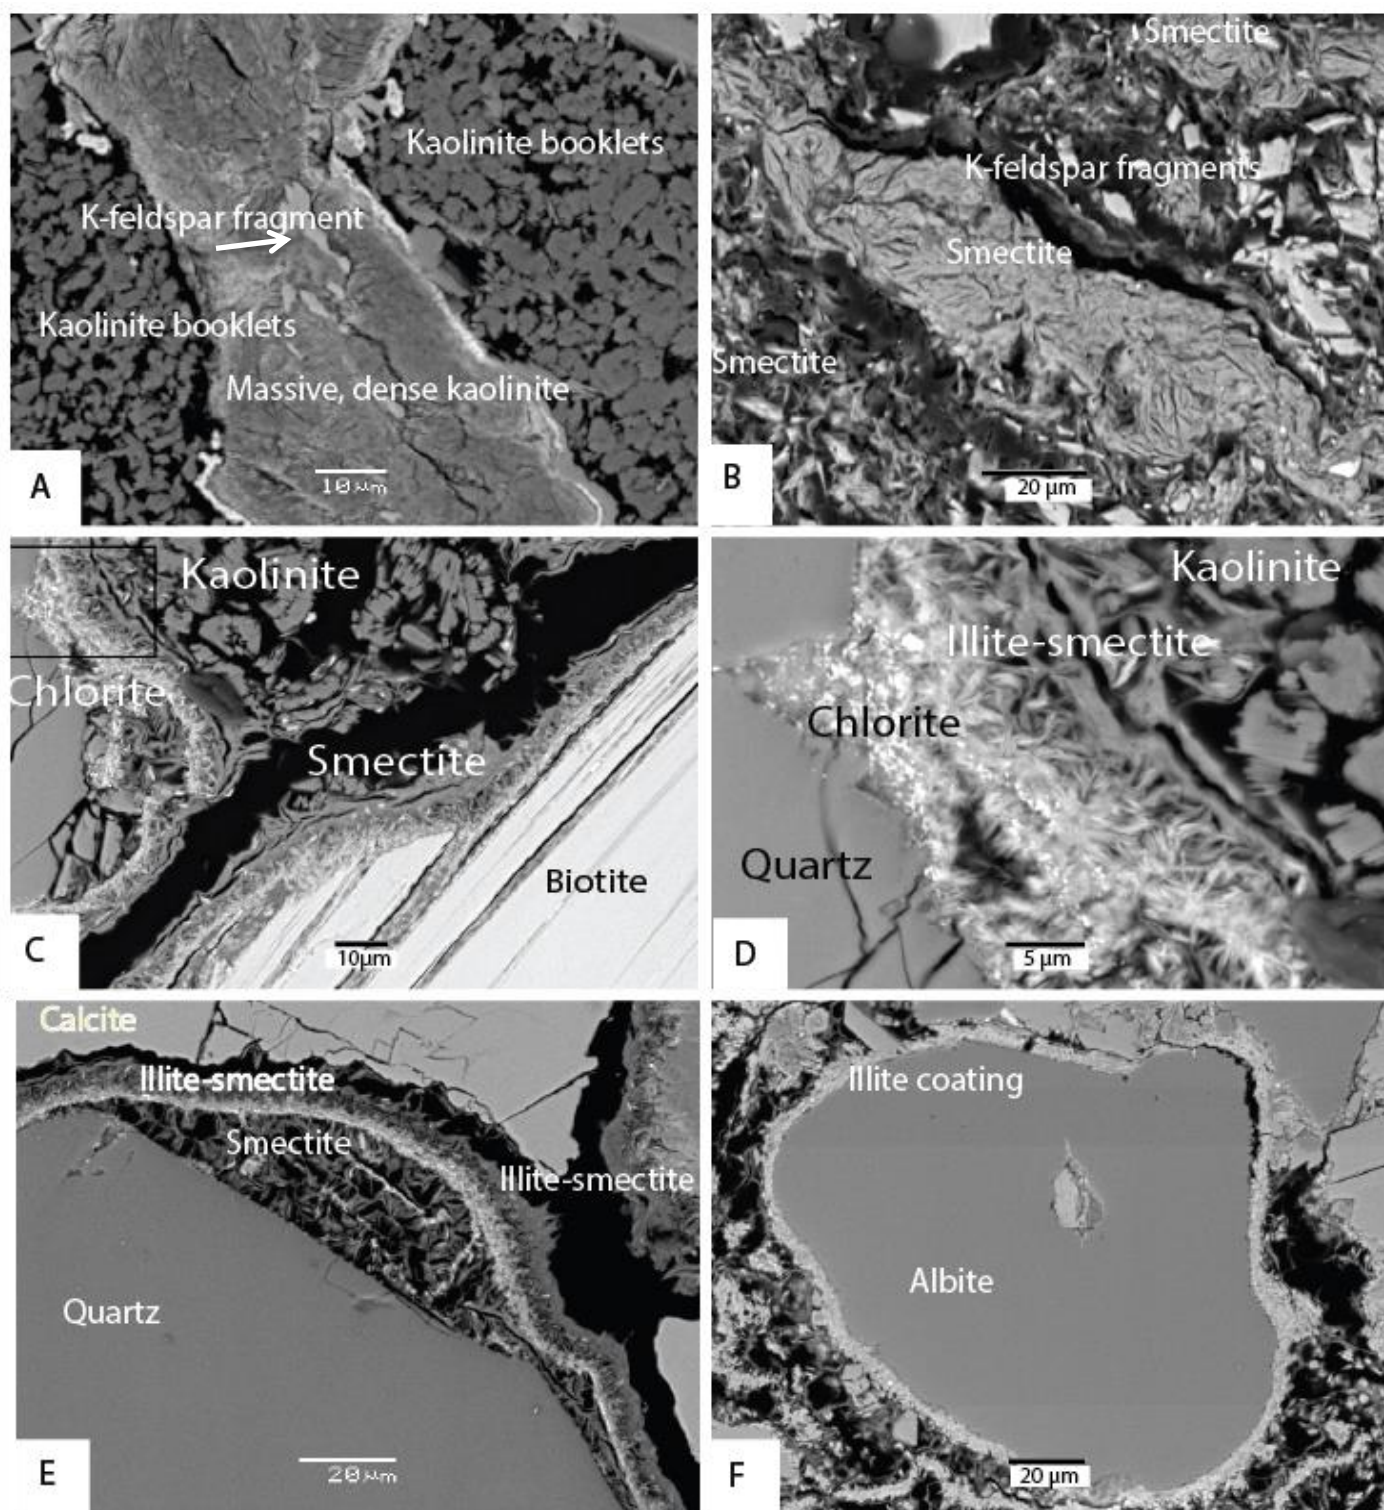 Kaolinite booklets
K-feldspar fragment
Kaolinite booklets
Massive, dense kaolinite
10 µm
A
Smectite
K-feldspar fragments
Smectite
Smectite
20 µm
B
Kaolinite
Chlorite
Smectite
Biotite
10µm
C
Kaolinite
Illite-smectite
Chlorite
Quartz
5 µm
D
Calcite
Illite-smectite
Smectite
Illite-smectite
Quartz
20 µm
E
Illite coating
Albite
20 µm
F